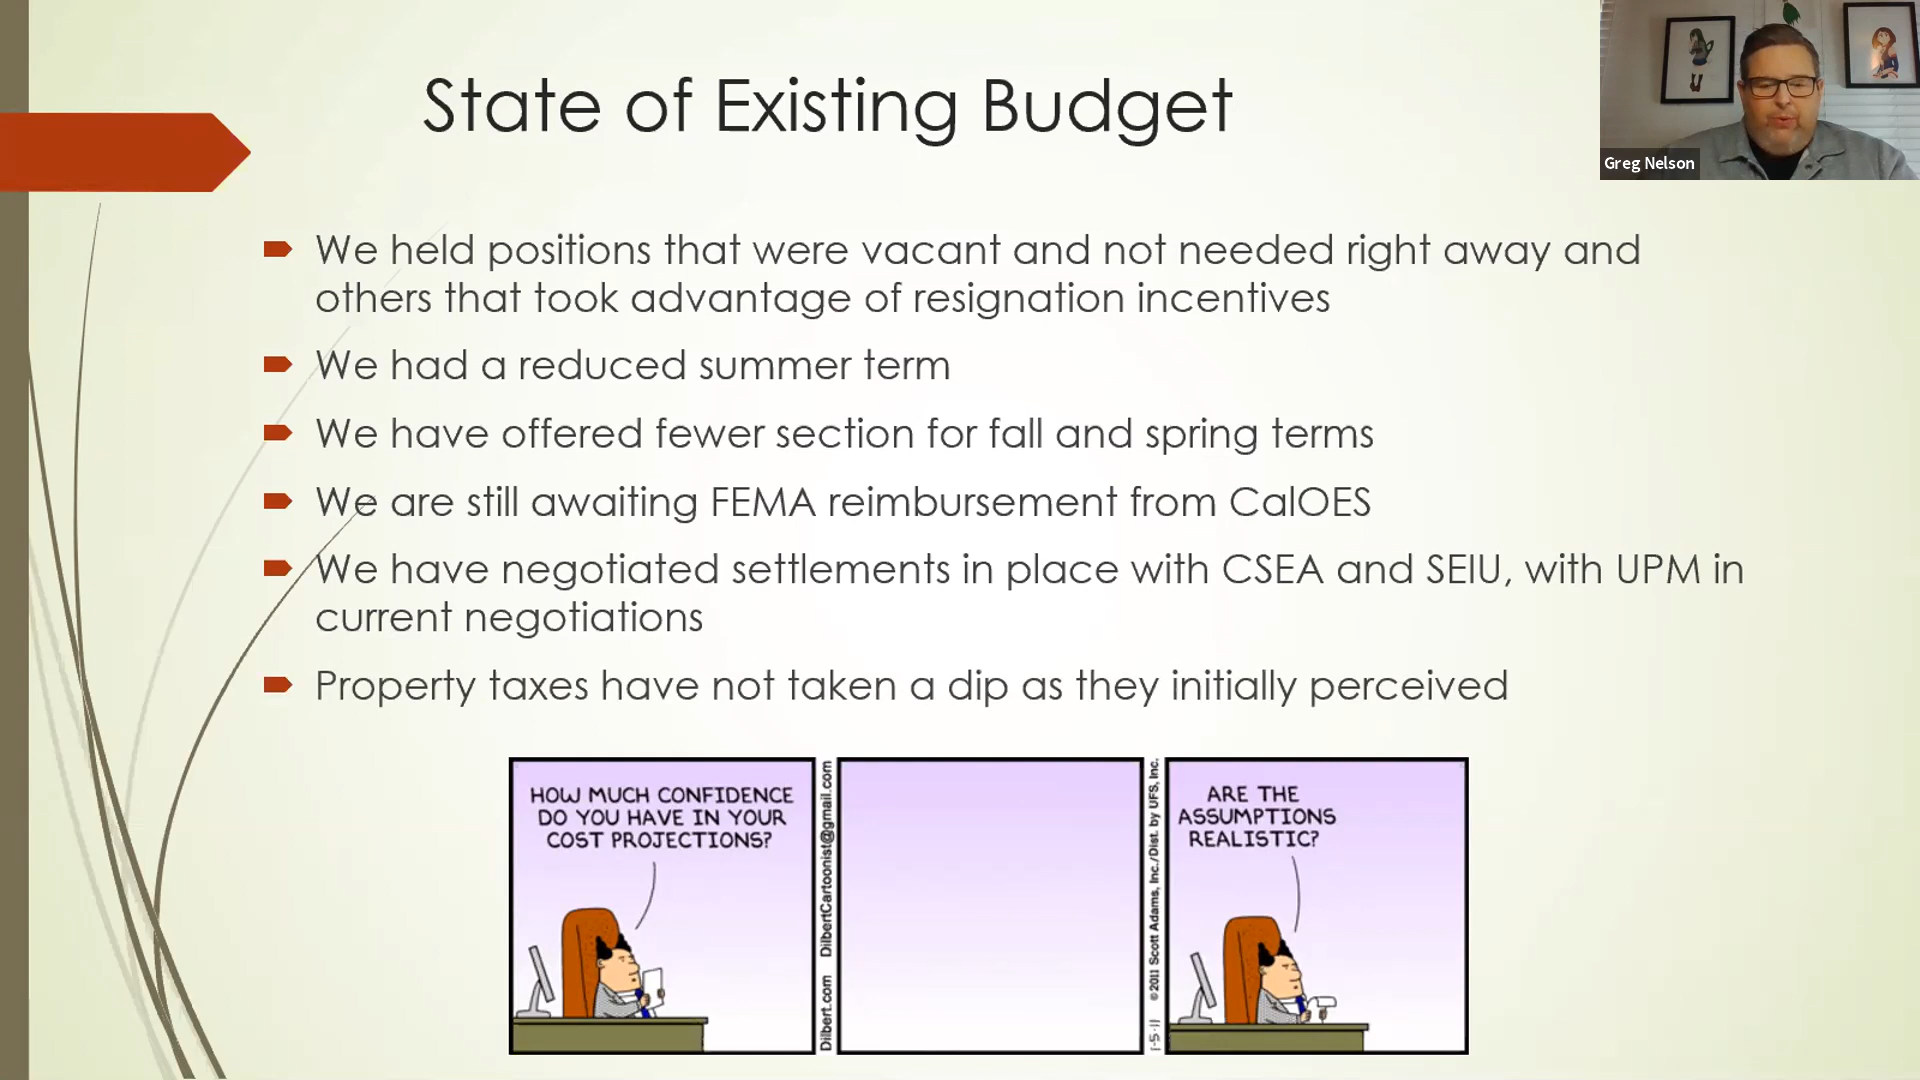 State of Existing Budget
Greg Nelson
We held positions that were vacant and not needed right away and
others that took advantage of resignation incentives
We had a reduced summer term
We have offered fewer section for fall and spring terms
We are still awaiting FEMA reimbursement from CalOES
We have negotiated settlements in place with CSEA and SEIU, with UPM in
current negotiations
Property taxes have not taken a dip as they initially perceived
HOW MUCH CONFIDENCE
DO YOU HAVE IN YOUR
COST PROJECTIONS?
Dilbert.com DilbertCartoonist@gmail.com
1-5-11 ©2011 Scott Adams, Inc./Dist. by UFS, Inc.
ARE THE
ASSUMPTIONS
REALISTIC?